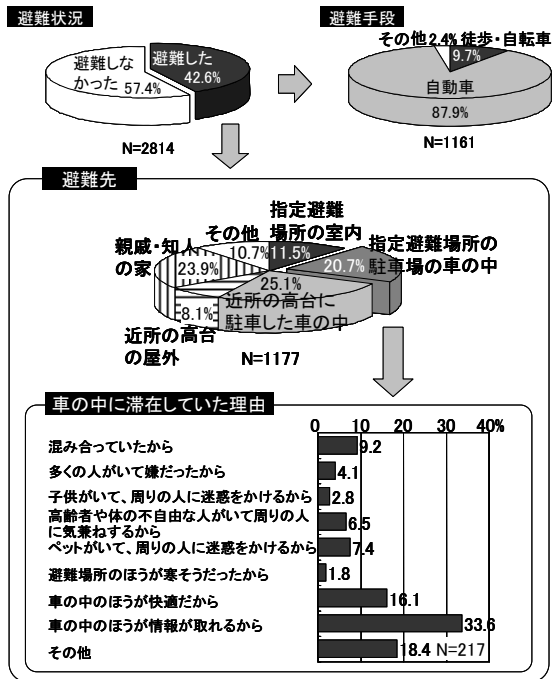 避難状況
避難手段
避難しな
かった
57.4%
避難した
42.6%
N=2814
その他 2.4%
徒歩・自転車
9.7%
自動車
87.9%
N=1161
避難先
指定避難
場所の室内
11.5%
指定避難場所の
駐車場の車の中
20.7%
25.1%
近所の高台に
駐車した車の中
近所の高台
の屋外
8.1%
親戚・知人
の家
23.9%
その他
10.7%
N=1177
車の中に滞在していた理由
0 10 20 30 40%
混み合っていたから 9.2
多くの人がいて嫌だったから 4.1
子供がいて、周りの人に迷惑をかけるから 2.8
高齢者や体の不自由な人がいて周りの人
に気兼ねするから 6.5
ペットがいて、周りの人に迷惑をかけるから 7.4
避難場所のほうが寒そうだったから 1.8
車の中のほうが快適だから 16.1
車の中のほうが情報が取れるから 33.6
その他 18.4 N=217